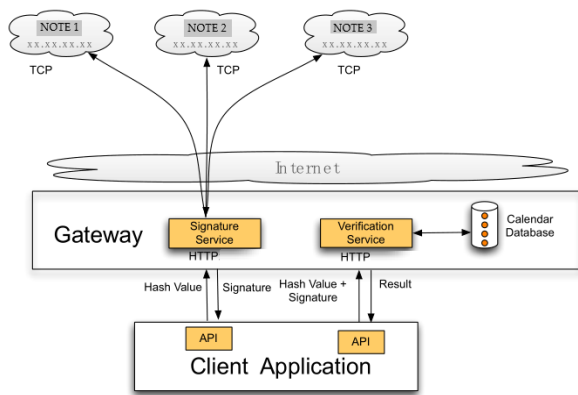 NOTE 1
xx.xx.xx.xx
NOTE 2
xx.xx.xx.xx
NOTE 3
xx.xx.xx.xx
TCP
TCP
TCP
Internet
Gateway
Signature
Service
HTTP
Verification
Service
HTTP
Calendar
Database
Hash Value
Signature
Hash Value +
Signature
Result
API
API
Client Application